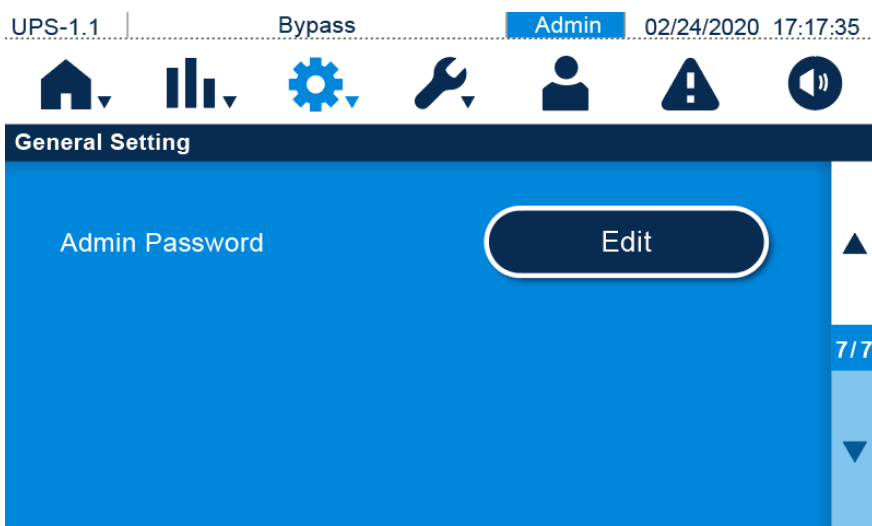 UPS-1.1 Bypass Admin 02/24/2020 17:17:35
General Setting
Admin Password Edit
7/7